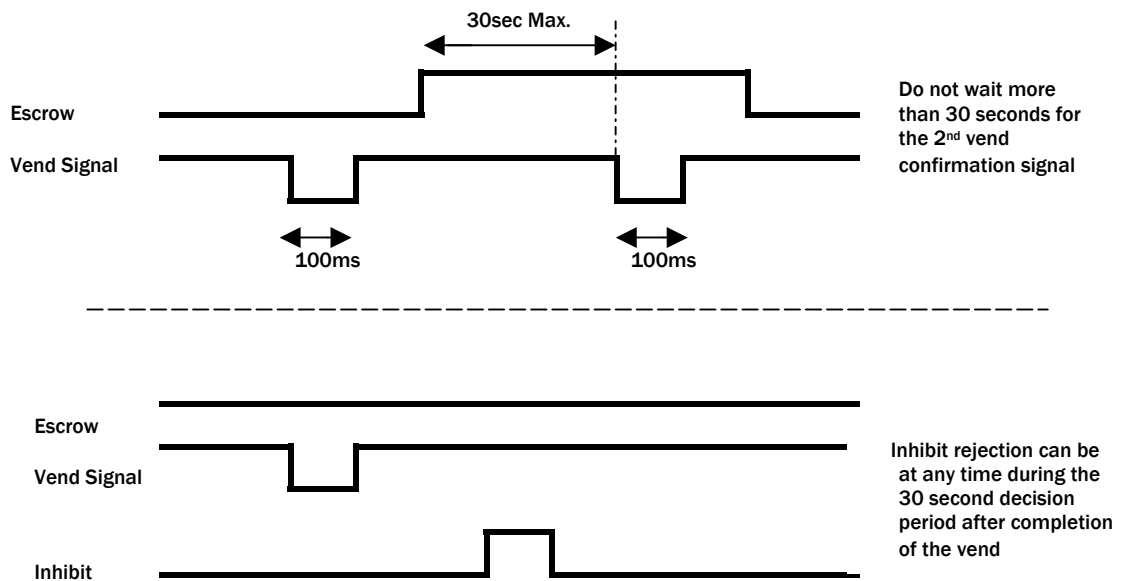 30sec Max.
Escrow
Vend Signal
100ms
100ms
Do not wait more
than 30 seconds for
the 2nd vend
confirmation signal
Escrow
Vend Signal
Inhibit
Inhibit rejection can be
at any time during the
30 second decision
period after completion
of the vend